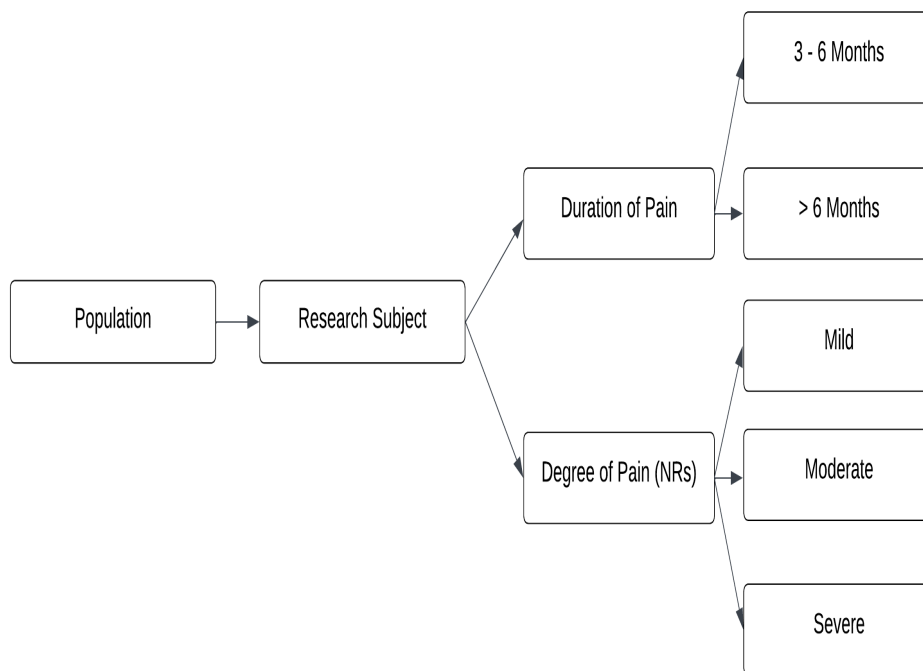 3 - 6 Months
Duration of Pain
> 6 Months
Population
Research Subject
Mild
Degree of Pain (NRs)
Moderate
Severe